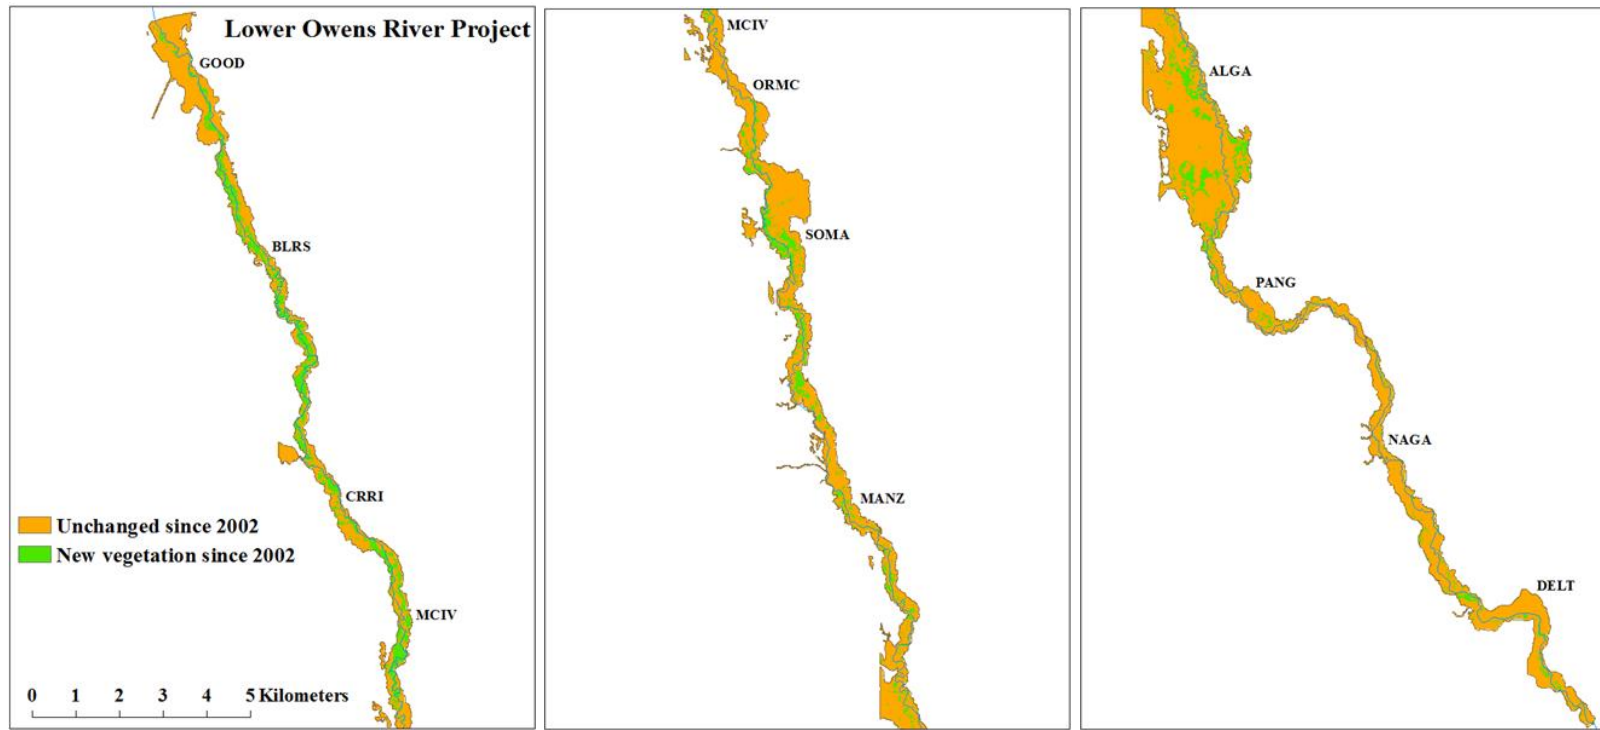 Lower Owens River Project
GOOD
BLRS
CRRI
Unchanged since 2002
New vegetation since 2002
MCIV
0 1 2 3 4 5 Kilometers
MCIV
ORMC
SOMA
MANZ
ALGA
PANG
NAGA
DELT